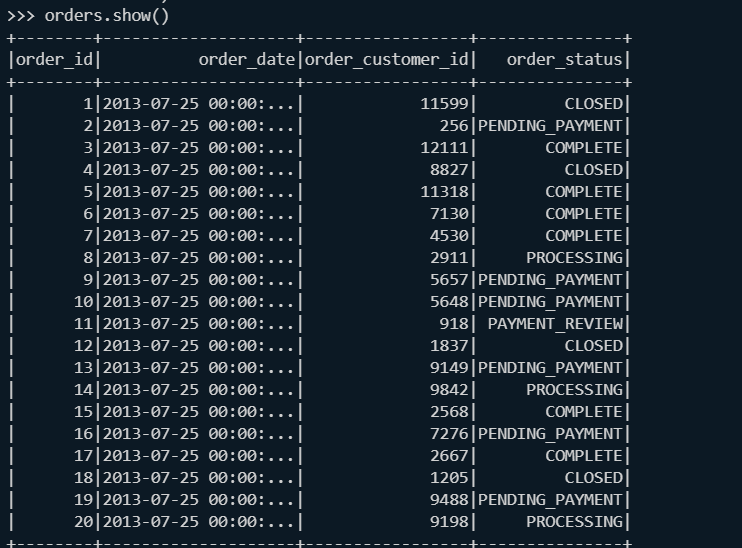 >>> orders.show()
+--------+--------------------+-----------------+---------------+
|order_id|          order_date|order_customer_id|   order_status|
+--------+--------------------+-----------------+---------------+
|       1|2013-07-25 00:00:...|            11599|         CLOSED|
|       2|2013-07-25 00:00:...|              256|PENDING_PAYMENT|
|       3|2013-07-25 00:00:...|            12111|       COMPLETE|
|       4|2013-07-25 00:00:...|             8827|         CLOSED|
|       5|2013-07-25 00:00:...|            11318|       COMPLETE|
|       6|2013-07-25 00:00:...|             7130|       COMPLETE|
|       7|2013-07-25 00:00:...|             4530|       COMPLETE|
|       8|2013-07-25 00:00:...|             2911|     PROCESSING|
|       9|2013-07-25 00:00:...|             5657|PENDING_PAYMENT|
|      10|2013-07-25 00:00:...|             5648|PENDING_PAYMENT|
|      11|2013-07-25 00:00:...|              918| PAYMENT_REVIEW|
|      12|2013-07-25 00:00:...|             1837|         CLOSED|
|      13|2013-07-25 00:00:...|             9149|PENDING_PAYMENT|
|      14|2013-07-25 00:00:...|             9842|     PROCESSING|
|      15|2013-07-25 00:00:...|             2568|       COMPLETE|
|      16|2013-07-25 00:00:...|             7276|PENDING_PAYMENT|
|      17|2013-07-25 00:00:...|             2667|       COMPLETE|
|      18|2013-07-25 00:00:...|             1205|         CLOSED|
|      19|2013-07-25 00:00:...|             9488|PENDING_PAYMENT|
|      20|2013-07-25 00:00:...|             9198|     PROCESSING|
+--------+--------------------+-----------------+---------------+